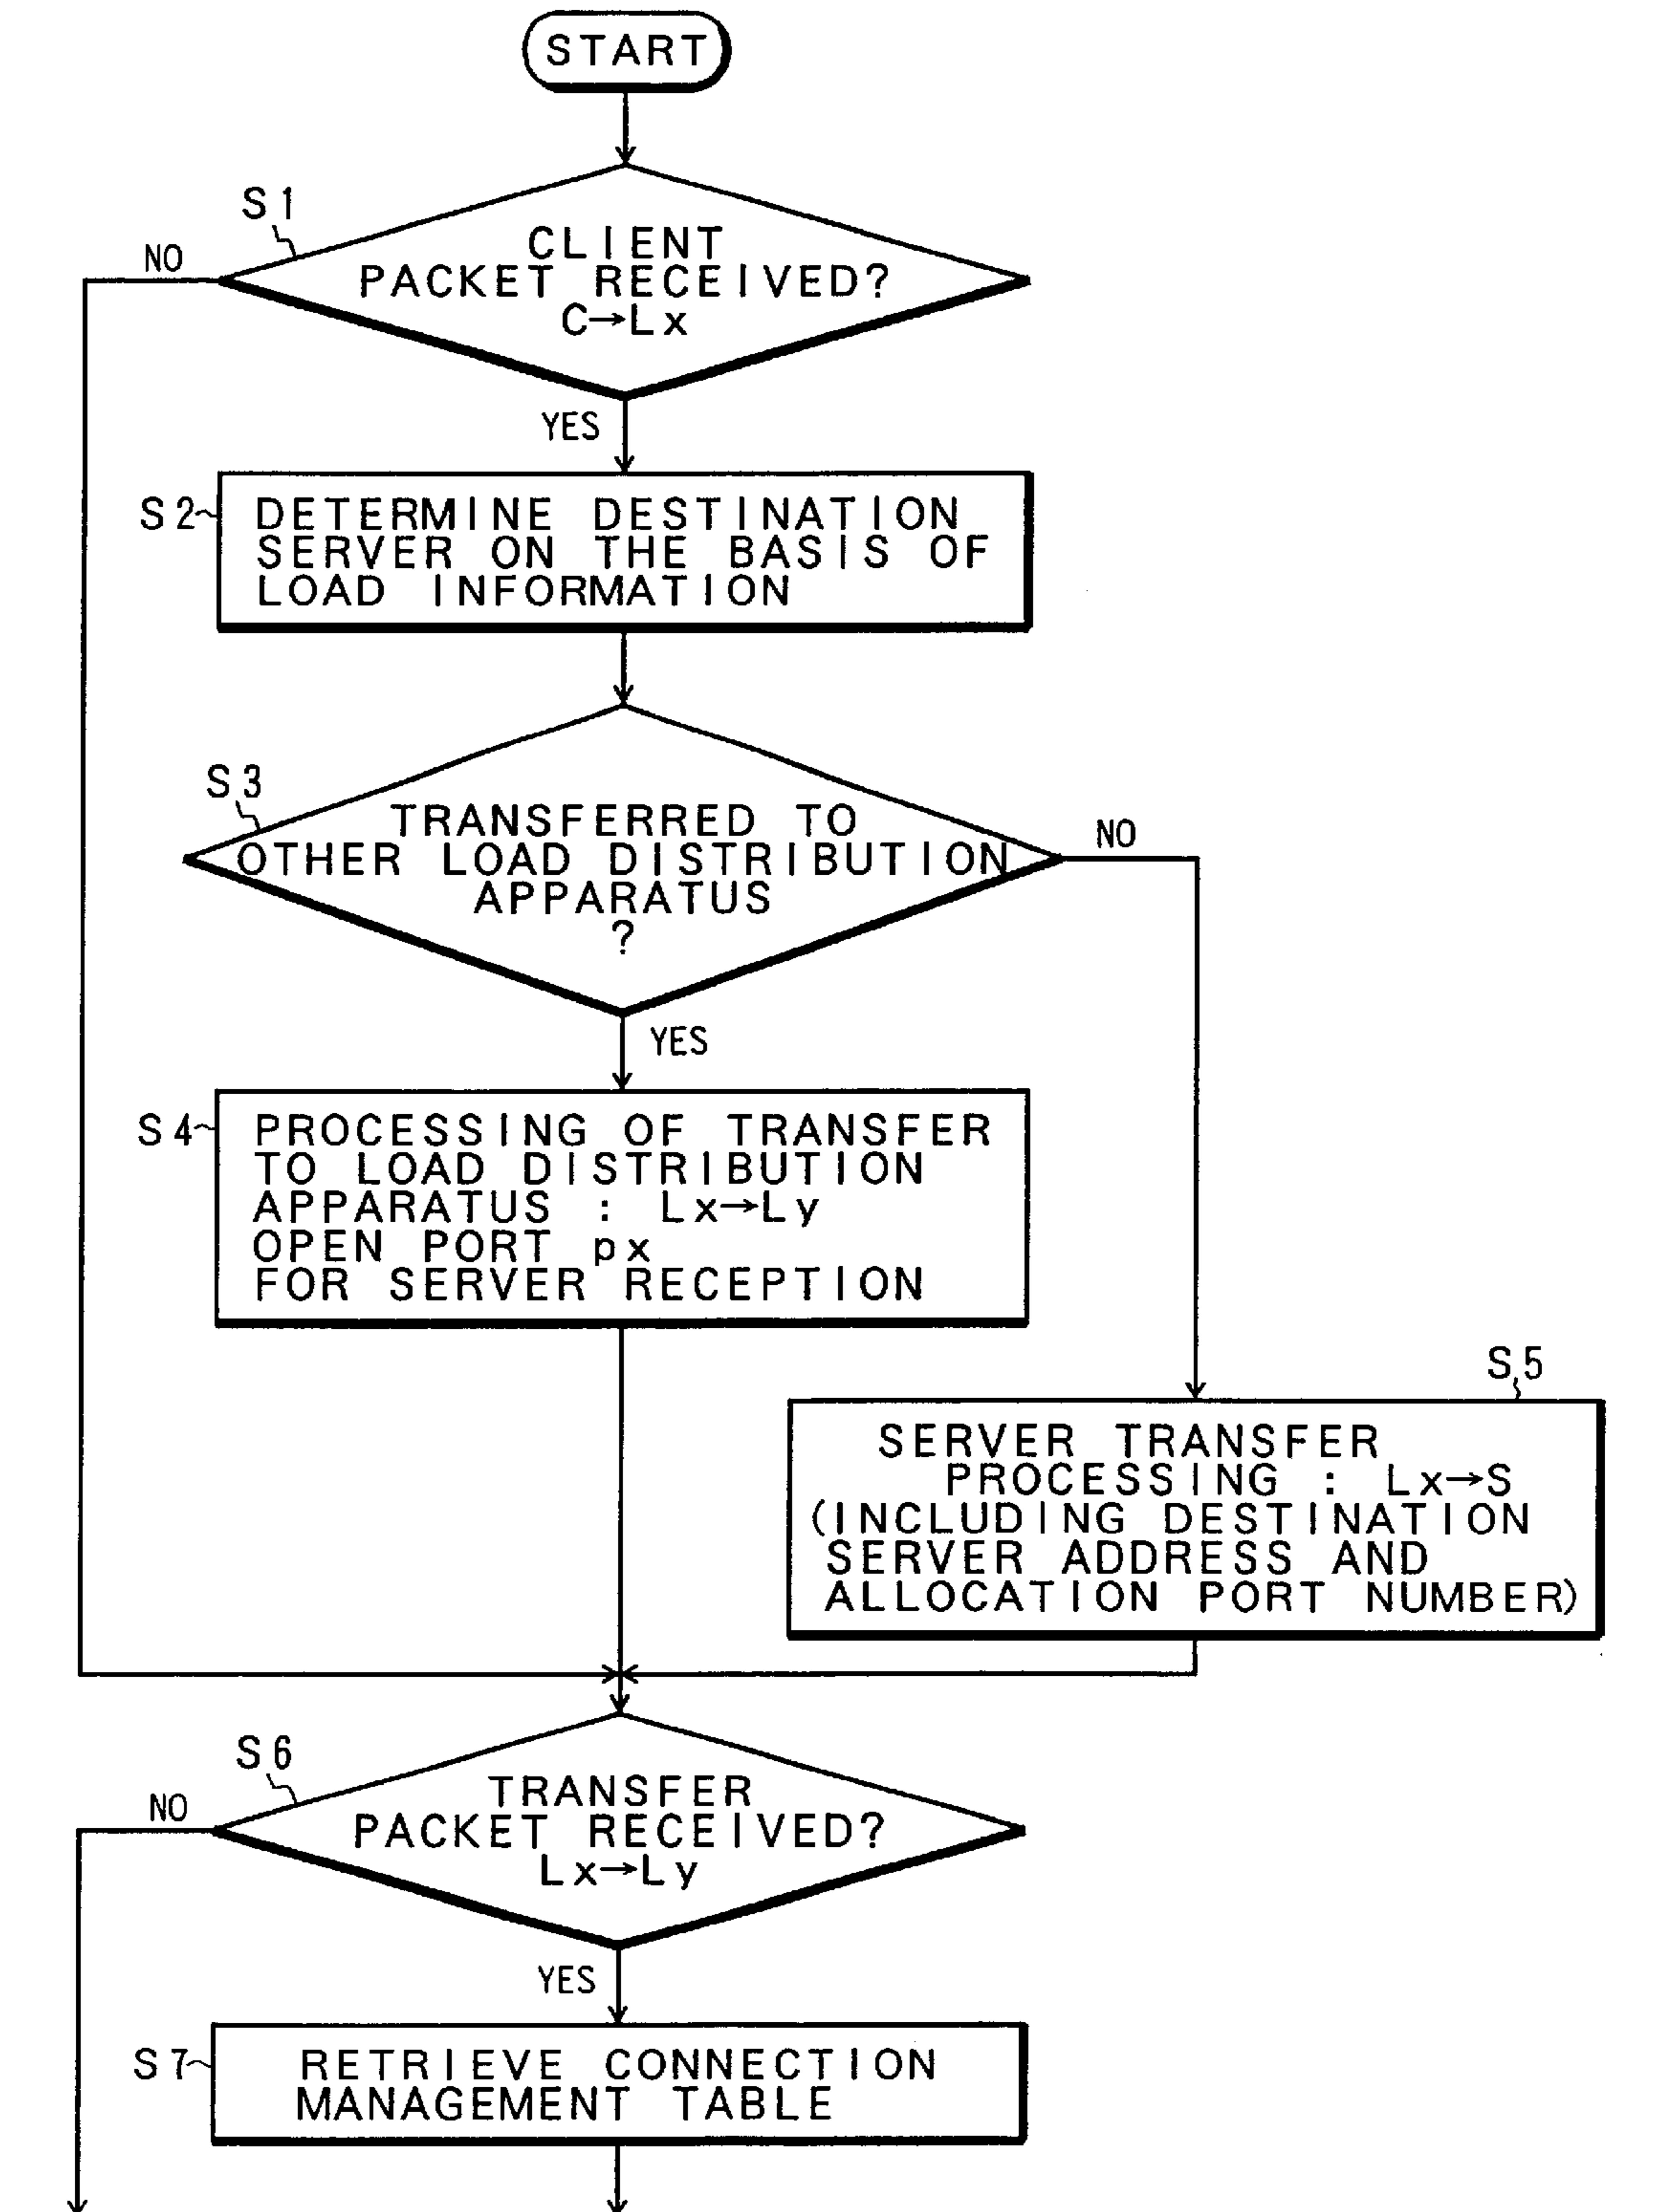 START
S1
NO
CLIENT
PACKET RECEIVED?
C→Lx
YES
S2
DETERMINE DESTINATION
SERVER ON THE BASIS OF
LOAD INFORMATION
S3
TRANSFERRED TO
OTHER LOAD DISTRIBUTION
APPARATUS
?
NO
YES
S4
PROCESSING OF TRANSFER
TO LOAD DISTRIBUTION
APPARATUS : Lx→Ly
OPEN PORT px
FOR SERVER RECEPTION
S5
SERVER TRANSFER
PROCESSING : Lx→S
(INCLUDING DESTINATION
SERVER ADDRESS AND
ALLOCATION PORT NUMBER)
S6
NO
TRANSFER
PACKET RECEIVED?
Lx→Ly
YES
S7
RETRIEVE CONNECTION
MANAGEMENT TABLE